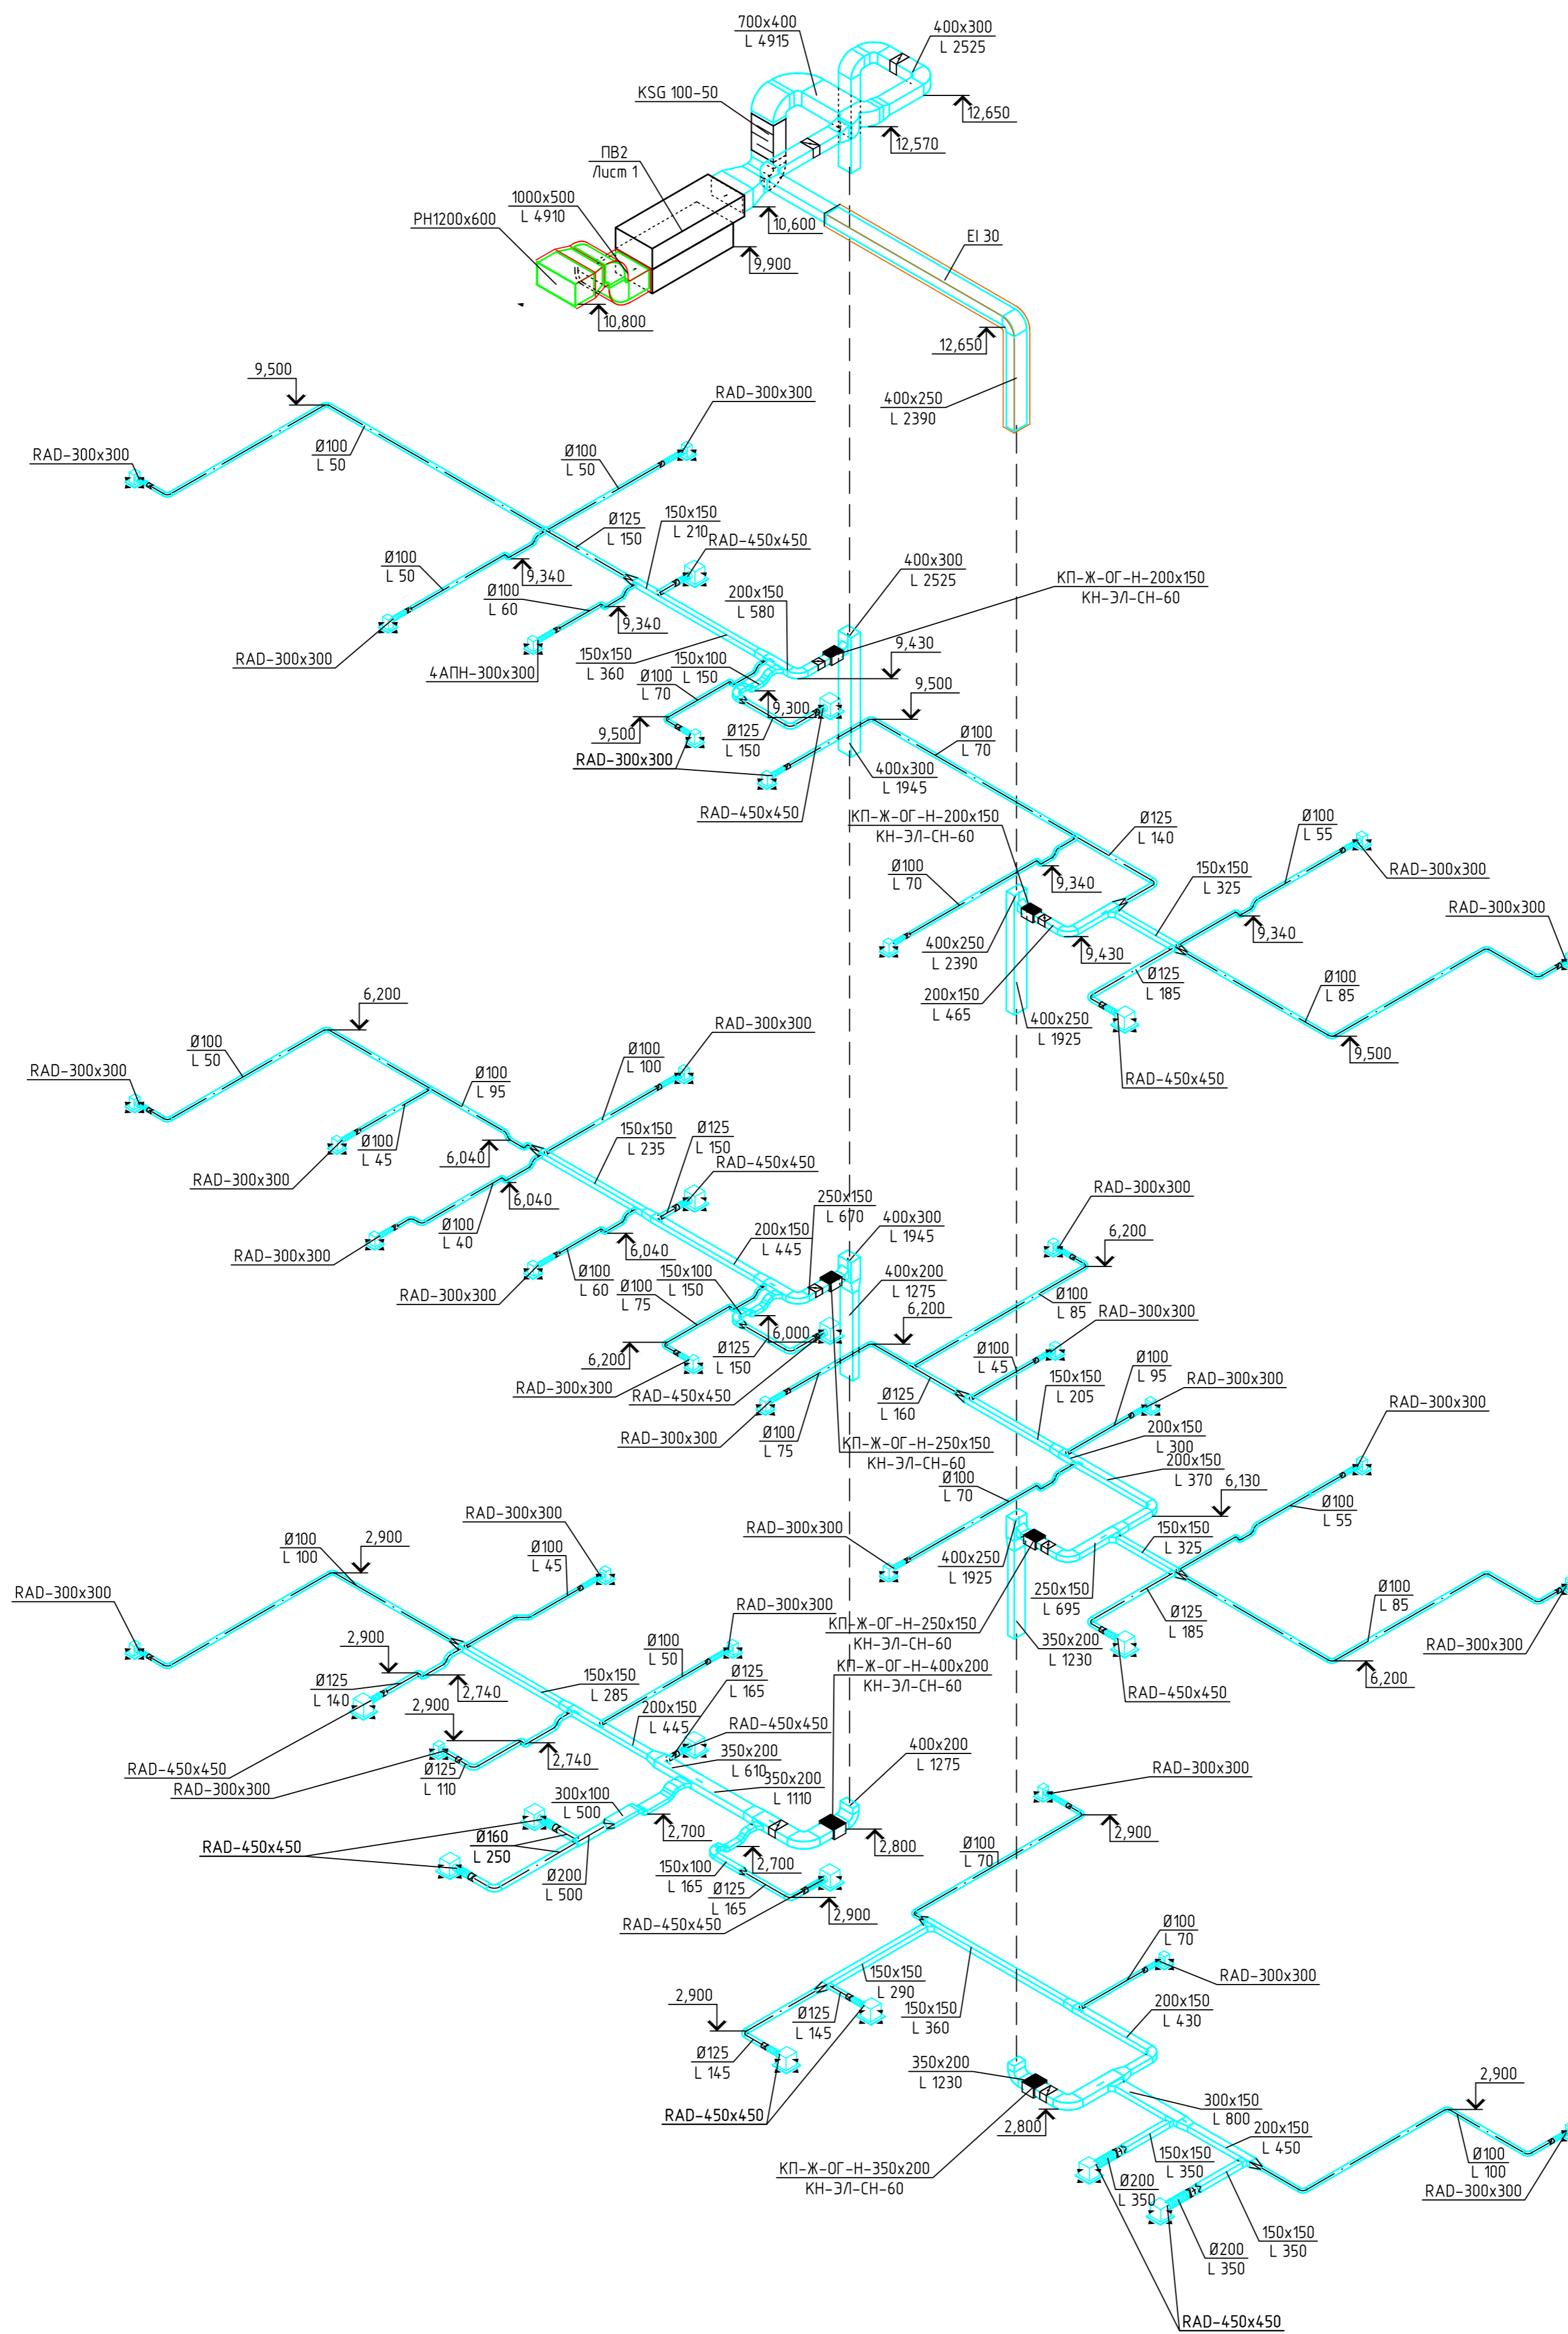 700x400
L 4915
400x300
L 2525
KSG 100-50
12,650
12,570
ПВ2
Лист 1
1000x500
L 4910
РН1200х600
10,600
9,900
EI 30
10,800
12,650
400x250
L 2390
9,500
RAD-300x300
RAD-300x300
Ø100
L 50
Ø100
L 50
Ø125
L 150
150x150
L 210
RAD-450x450
Ø100
L 50
9,340
Ø100
L 60
9,340
200x150
L 580
400x300
L 2525
КП-Ж-ОГ-Н-200х150
КН-ЭЛ-СН-60
RAD-300x300
4АПН-300х300
150x150
L 360
150x100
L 150
9,430
Ø100
L 70
9,300
9,500
9,500
Ø125
L 150
RAD-300x300
Ø100
L 70
400x300
L 1945
RAD-450x450
КП-Ж-ОГ-Н-200х150
КН-ЭЛ-СН-60
Ø125
L 140
Ø100
L 55
Ø100
L 70
9,340
150x150
L 325
RAD-300x300
RAD-300x300
9,340
400x250
L 2390
9,430
Ø125
L 185
Ø100
L 85
200x150
L 465
400x250
L 1925
9,500
RAD-450x450
6,200
Ø100
L 50
RAD-300x300
RAD-300x300
Ø100
L 100
Ø100
L 95
150x150
L 235
Ø125
L 150
RAD-450x450
Ø100
L 45
6,040
RAD-300x300
6,040
250x150
L 670
RAD-300x300
Ø100
L 40
RAD-300x300
6,040
200x150
L 445
400x300
L 1945
6,200
Ø100
L 60
Ø100
L 75
150x100
L 150
400x200
L 1275
RAD-300x300
Ø100
L 85
6,200
6,000
6,200
RAD-300x300
Ø125
L 150
Ø100
L 45
Ø100
L 95
RAD-300x300
RAD-450x450
150x150
L 205
RAD-300x300
Ø125
L 160
RAD-300x300
Ø100
L 75
КП-Ж-ОГ-Н-250х150
КН-ЭЛ-СН-60
200x150
L 300
200x150
L 370
RAD-300x300
Ø100
L 70
6,130
Ø100
L 55
RAD-300x300
Ø100
L 100
2,900
Ø100
L 45
RAD-300x300
150x150
L 325
400x250
L 1925
RAD-300x300
250x150
L 695
Ø125
L 185
Ø100
L 85
КП-Ж-ОГ-Н-250х150
КН-ЭЛ-СН-60
350x200
L 1230
RAD-300x300
RAD-300x300
2,900
Ø100
L 50
Ø125
L 165
КП-Ж-ОГ-Н-400х200
КН-ЭЛ-СН-60
6,200
RAD-450x450
Ø125
L 140
2,740
150x150
L 285
2,900
200x150
L 445
RAD-450x450
2,740
400x200
L 1275
350x200
L 610
350x200
L 1110
RAD-450x450
RAD-300x300
Ø125
L 110
300x100
L 500
RAD-300x300
2,700
2,800
2,900
RAD-450x450
Ø160
L 250
Ø200
L 500
2,700
150x100
L 165
Ø125
L 165
2,900
Ø100
L 70
RAD-450x450
Ø100
L 70
RAD-300x300
150x150
L 290
2,900
Ø125
L 145
150x150
L 360
200x150
L 430
Ø125
L 145
350x200
L 1230
2,900
RAD-450x450
2,800
300x150
L 800
200x150
L 450
150x150
L 350
Ø100
L 100
КП-Ж-ОГ-Н-350х200
КН-ЭЛ-СН-60
Ø200
L 350
RAD-300x300
150x150
L 350
Ø200
L 350
RAD-450x450